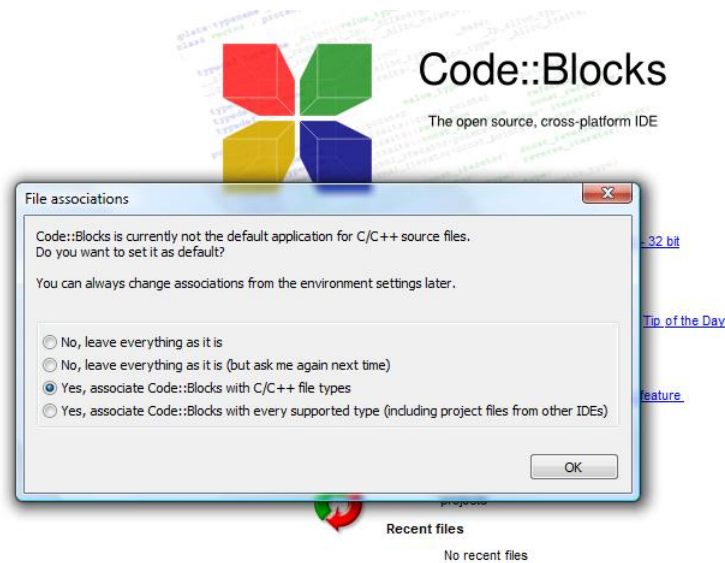 Code::Blocks
The open source, cross-platform IDE
File associations
Code::Blocks is currently not the default application for C/C++ source files.
Do you want to set it as default?
You can always change associations from the environment settings later.
No, leave everything as it is
No, leave everything as it is (but ask me again next time)
Yes, associate Code::Blocks with C/C++ file types
Yes, associate Code::Blocks with every supported type (including project files from other IDEs)
OK
- 32 bit
Tip of the Day
feature
projects
Recent files
No recent files